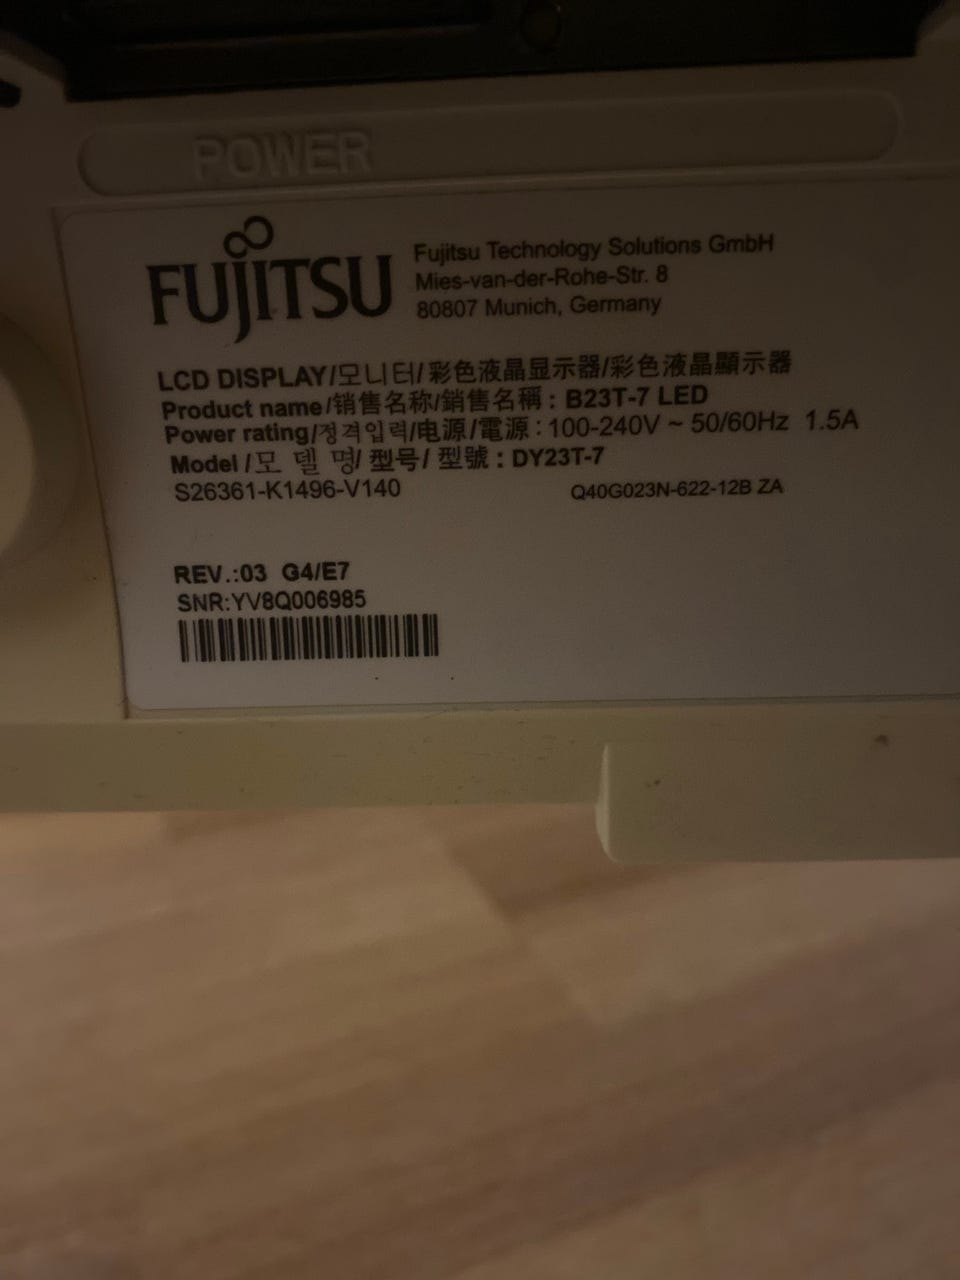 POWER
FUJITSU
Fujitsu Technology Solutions GmbH
Mies-van-der-Rohe-Str. 8
80807 Munich, Germany
LCD DISPLAY/모니터/彩色液晶显示器/彩色液晶顯示器
Product name/销售名称/銷售名稱 : B23T-7 LED
Power rating/정격입력/电源/電源 : 100-240V ~ 50/60Hz 1.5A
Model /모 델 명/ 型号/ 型號 : DY23T-7
S26361-K1496-V140 Q40G023N-622-12B ZA
REV.:03 G4/E7
SNR:YV8Q006985